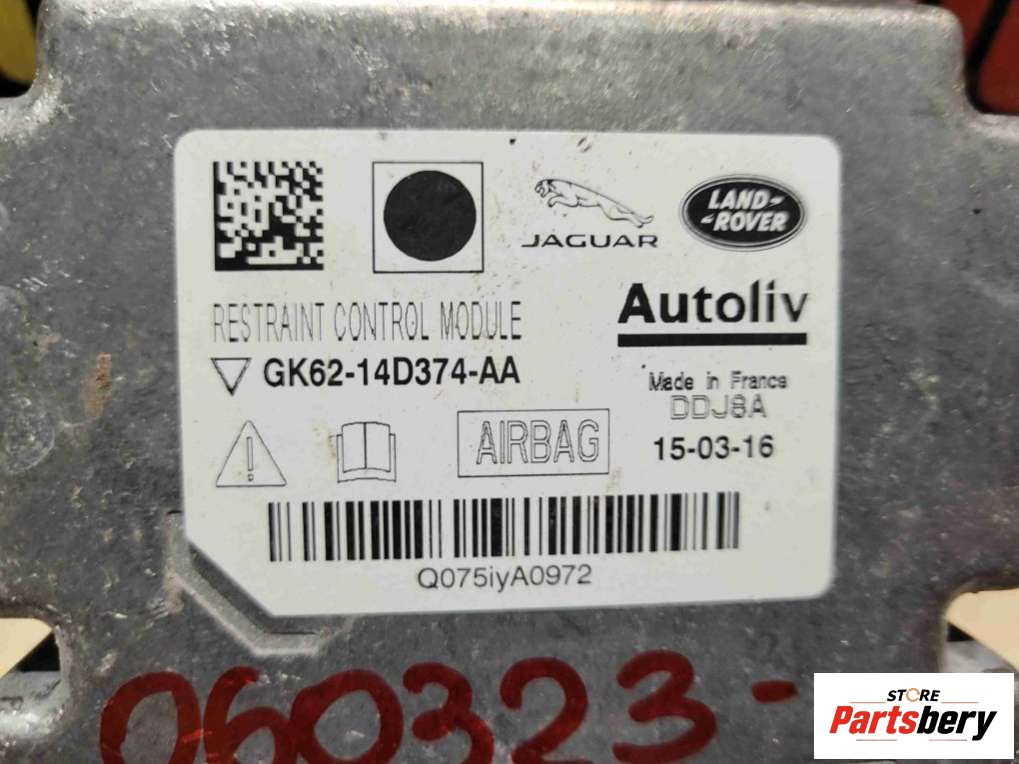 JAGUAR
LAND-
-ROVER
RESTRAINT CONTROL MODULE
Autoliv
GK62-14D374-AA
Made in France
DDJ8A
AIRBAG
15-03-16
Q075iyA0972
060323-
STORE
Partsbery